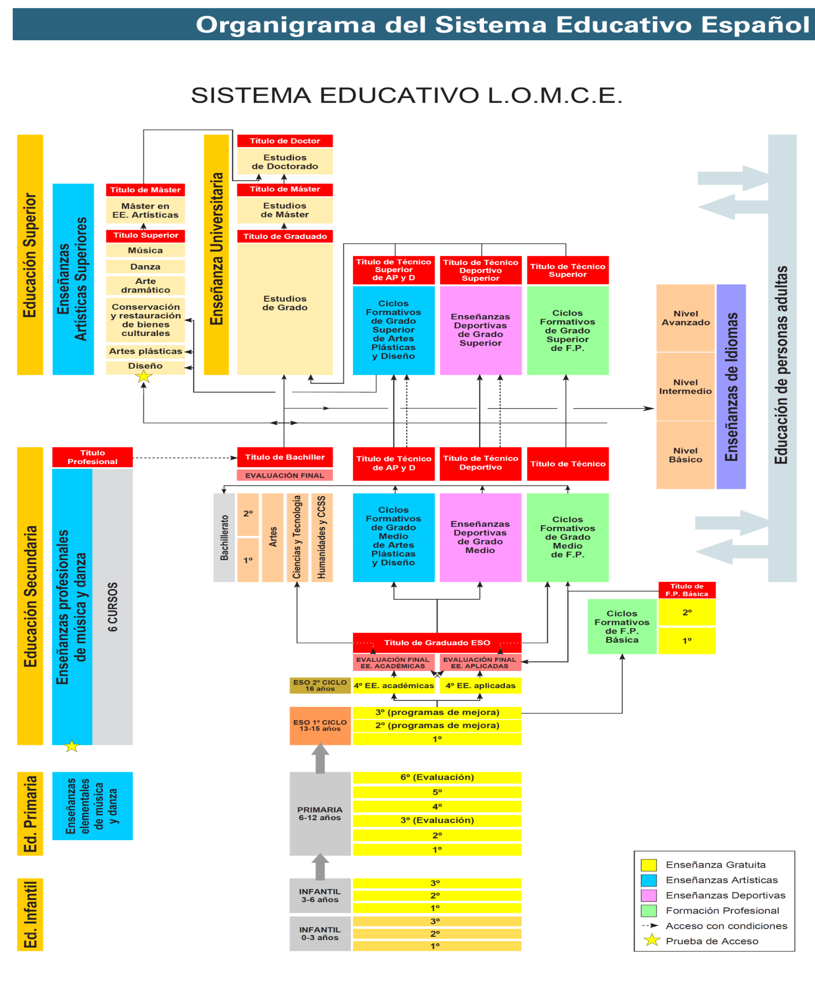 Organigrama del Sistema Educativo Español
SISTEMA EDUCATIVO L.O.M.C.E.
Educación Superior
Enseñanzas
Artísticas Superiores
Título de Máster
Máster en
EE. Artísticas
Título Superior
Música
Danza
Arte
dramático
Conservación
y restauración
de bienes
culturales
Artes plásticas
Diseño
Enseñanza Universitaria
Título de Doctor
Estudios
de Doctorado
Título de Máster
Estudios
de Máster
Título de Graduado
Estudios
de Grado
Título de Técnico
Superior
de AP y D
Ciclos
Formativos
de Grado
Superior
de Artes
Plásticas
y Diseño
Título de Técnico
Deportivo
Superior
Enseñanzas
Deportivas
de Grado
Superior
Título de Técnico
Superior
Ciclos
Formativos
de Grado
Superior
de F.P.
Nivel
Avanzado
Nivel
Intermedio
Nivel
Básico
Enseñanzas de Idiomas
Educación de personas adultas
Educación Secundaria
Título
Profesional
Enseñanzas profesionales
de música y danza
6 CURSOS
Título de Bachiller
EVALUACIÓN FINAL
Bachillerato
2º
1º
Artes
Ciencias y Tecnología
Humanidades y CCSS
Título de Técnico
de AP y D
Ciclos
Formativos
de Grado
Medio
de Artes
Plásticas
y Diseño
Título de Técnico
Deportivo
Enseñanzas
Deportivas
de Grado
Medio
Título de Técnico
Ciclos
Formativos
de Grado
Medio
de F.P.
Título de
F.P. Básica
Ciclos
Formativos
de F.P.
Básica
2º
1º
Título de Graduado ESO
EVALUACIÓN FINAL
EE. ACADÉMICAS
EVALUACIÓN FINAL
EE. APLICADAS
ESO 2º CICLO
16 años
4º EE. académicas
4º EE. aplicadas
ESO 1º CICLO
13-15 años
3º (programas de mejora)
2º (programas de mejora)
1º
Ed. Primaria
Enseñanzas
elementales
de música
y danza
PRIMARIA
6-12 años
6º (Evaluación)
5º
4º
3º (Evaluación)
2º
1º
Ed. Infantil
INFANTIL
3-6 años
3º
2º
1º
INFANTIL
0-3 años
3º
2º
1º
Enseñanza Gratuita
Enseñanzas Artísticas
Enseñanzas Deportivas
Formación Profesional
Acceso con condiciones
Prueba de Acceso